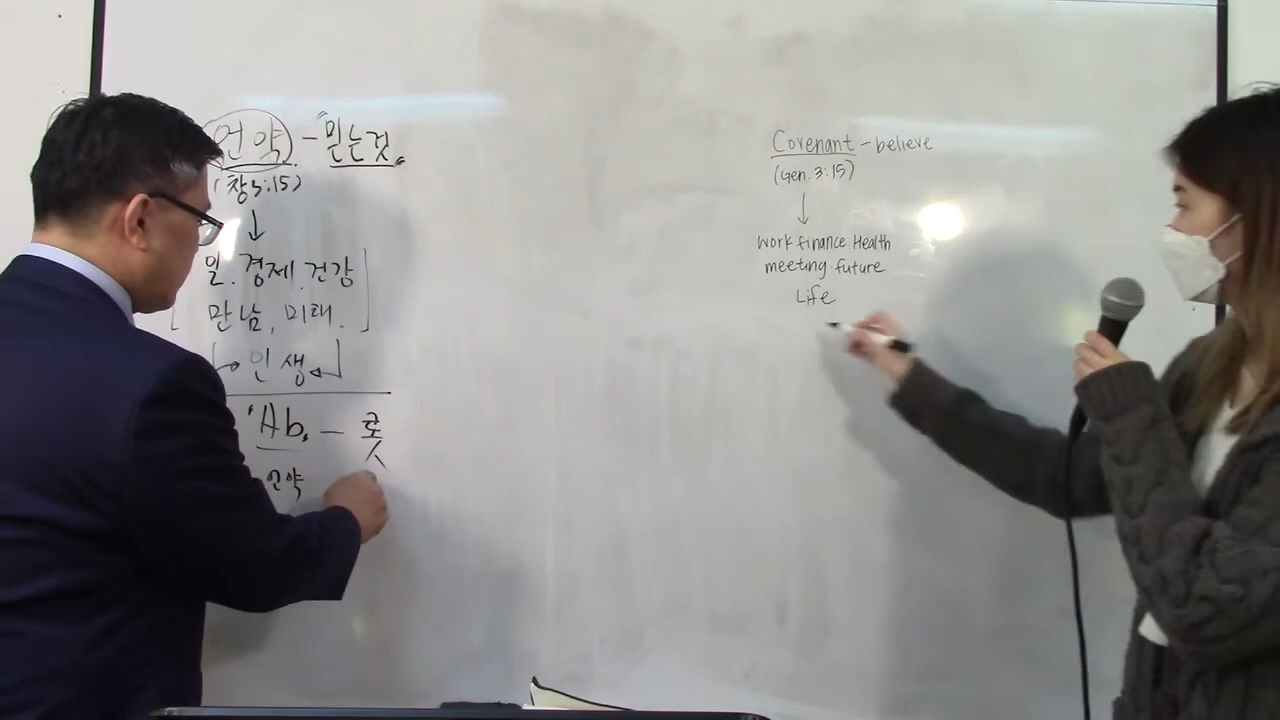 언약 - "믿는것"
(창3:15)
↓
일. 경제. 건강
만남, 미래.
↳ 인생 ↲
'Ab. - 롯
언약
Covenant - believe
(Gen. 3:15)
↓
work finance. Health
meeting future
Life